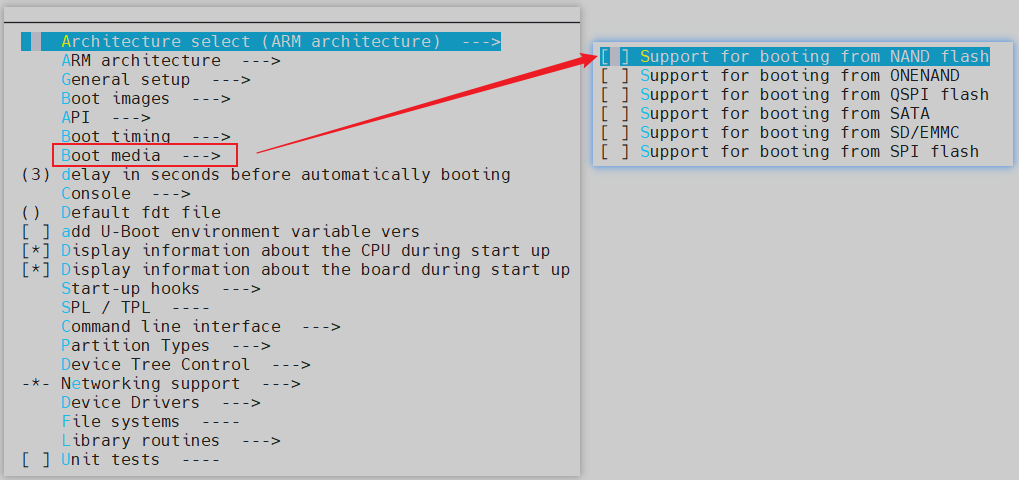 Architecture select (ARM architecture)  --->
ARM architecture  --->
General setup  --->
Boot images  --->
API  --->
Boot timing  --->
Boot media  --->
(3) delay in seconds before automatically booting
Console  --->
()  Default fdt file
[ ] add U-Boot environment variable vers
[*] Display information about the CPU during start up
[*] Display information about the board during start up
Start-up hooks  --->
SPL / TPL  ----
Command line interface  --->
Partition Types  --->
Device Tree Control  --->
-*- Networking support  --->
Device Drivers  --->
File systems  ----
Library routines  --->
[ ] Unit tests  ----
[ ] Support for booting from NAND flash
[ ] Support for booting from ONENAND
[ ] Support for booting from QSPI flash
[ ] Support for booting from SATA
[ ] Support for booting from SD/EMMC
[ ] Support for booting from SPI flash